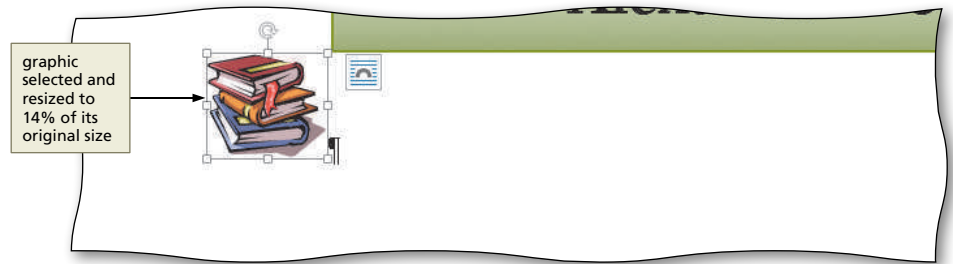 graphic
selected and
resized to
14% of its
original size
¶